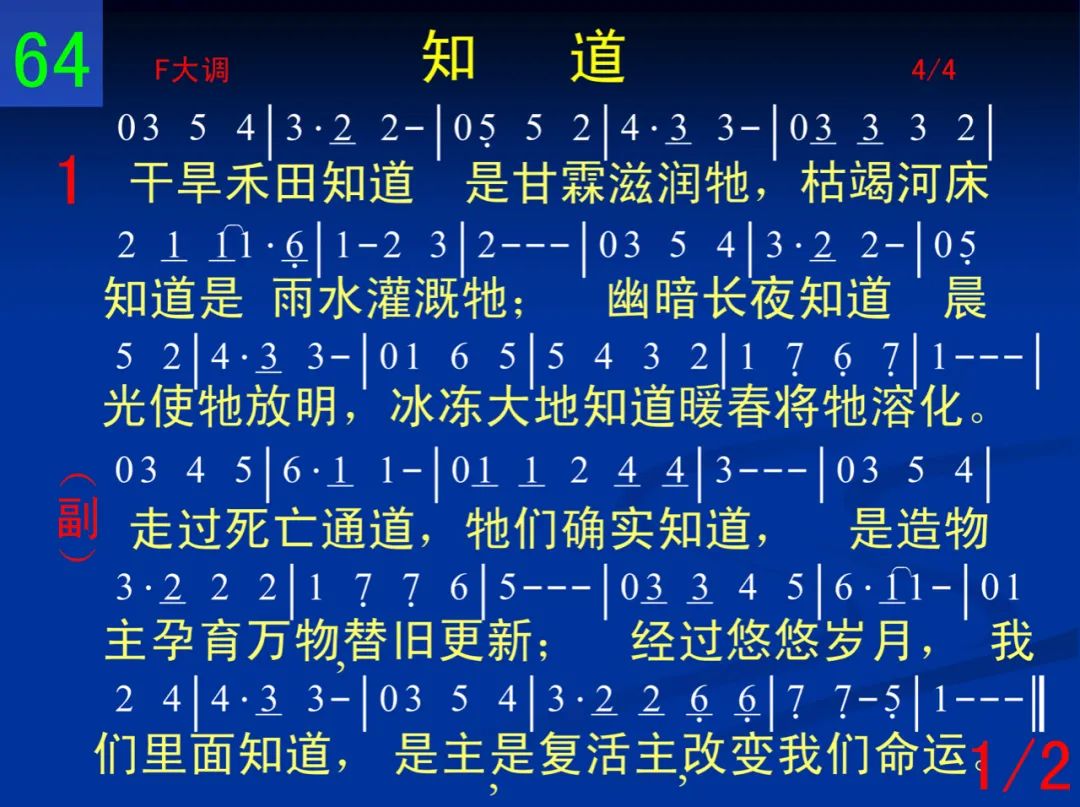 64
F大调
知 道
4/4
03 5 4|3·2 2-|05 5 2|4·3 3-|03 3 3 2|
1
干旱禾田知道 是甘霖滋润牠，枯竭河床
2 1 11·6|1-2 3|2---|03 5 4|3·2 2-|05
知道是 雨水灌溉牠； 幽暗长夜知道 晨
5 2|4·3 3-|01 6 5|5 4 3 2|1 7 6 7|1---|
光使牠放明，冰冻大地知道暖春将牠溶化。
03 4 5|6·1 1-|01 1 2 4 4|3---|03 5 4|
（副）
走过死亡通道，牠们确实知道， 是造物
3·2 2 2|1 7 7 6|5---|03 3 4 5|6·11-|01
主孕育万物,替旧更新； 经过悠悠岁月， 我
2 4|4·3 3-|03 5 4|3·2 2 6 6|7 7-5|1---‖
们里面知道， 是主,是复活主,改变我们命运。
1/2